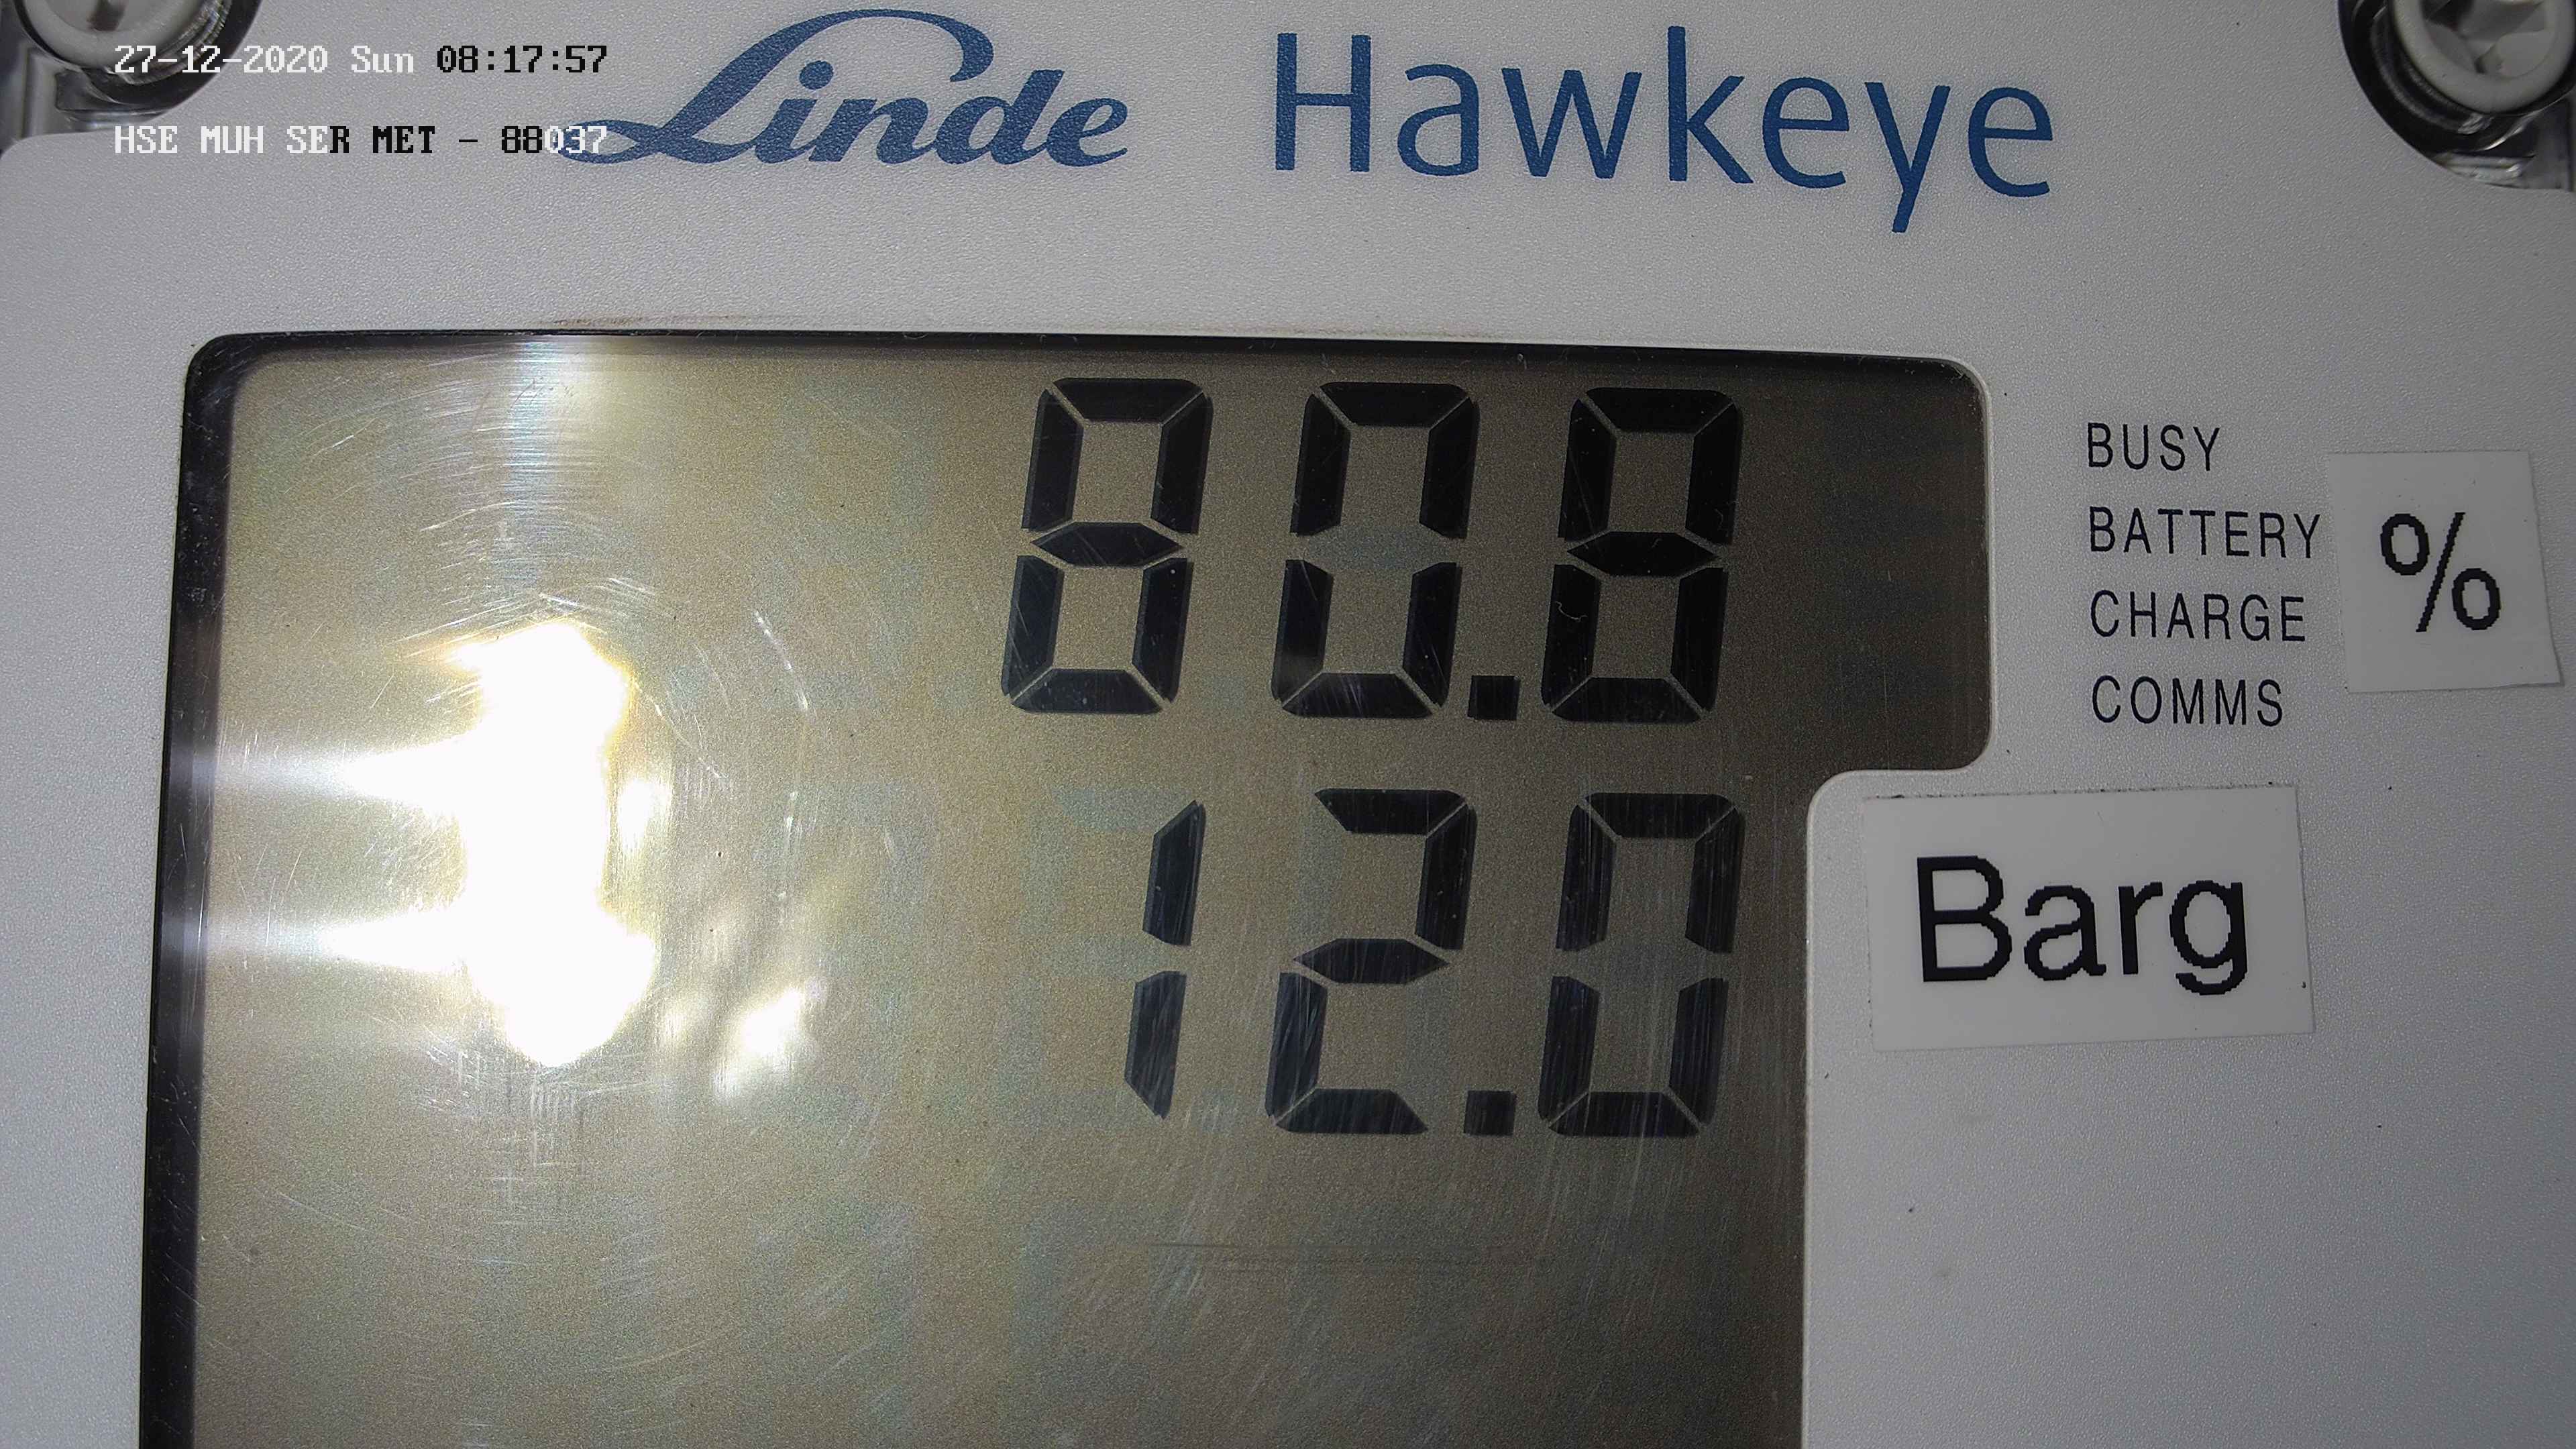 27-12-2020 Sun 08:17:57
HSE MUH SER MET - 88037
Linde Hawkeye
80.8
BUSY
BATTERY
CHARGE
COMMS
%
12.0
Barg